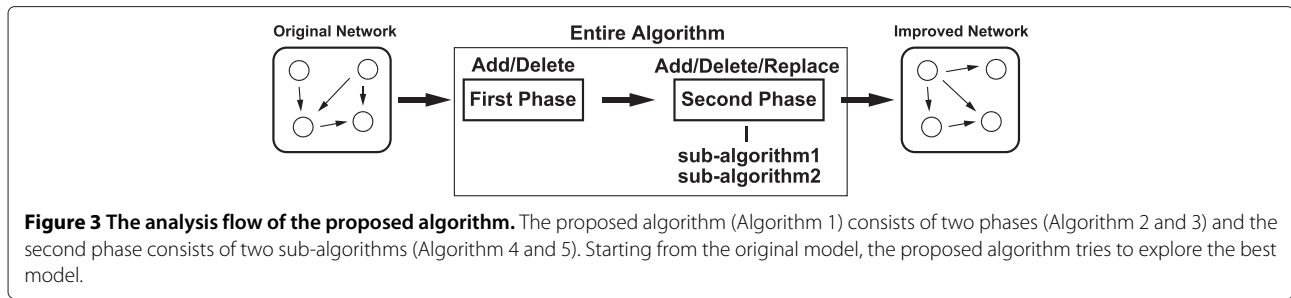 Original Network
Entire Algorithm
Improved Network
Add/Delete
Add/Delete/Replace
First Phase
Second Phase
sub-algorithm1
sub-algorithm2
Figure 3 The analysis flow of the proposed algorithm. The proposed algorithm (Algorithm 1) consists of two phases (Algorithm 2 and 3) and the
second phase consists of two sub-algorithms (Algorithm 4 and 5). Starting from the original model, the proposed algorithm tries to explore the best
model.